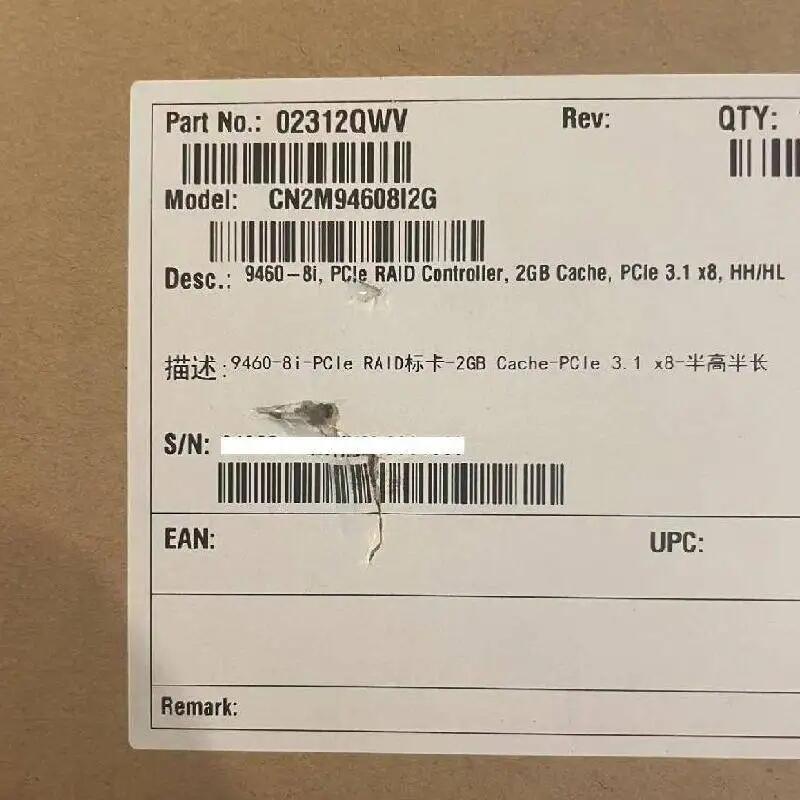 Part No.: 02312QWV Rev: QTY:
Model: CN2M94608I2G
Desc.: 9460-8i, PCIe RAID Controller, 2GB Cache, PCIe 3.1 x8, HH/HL
描述:9460-8i-PCIe RAID标卡-2GB Cache-PCIe 3.1 x8-半高半长
S/N:
EAN: UPC:
Remark: